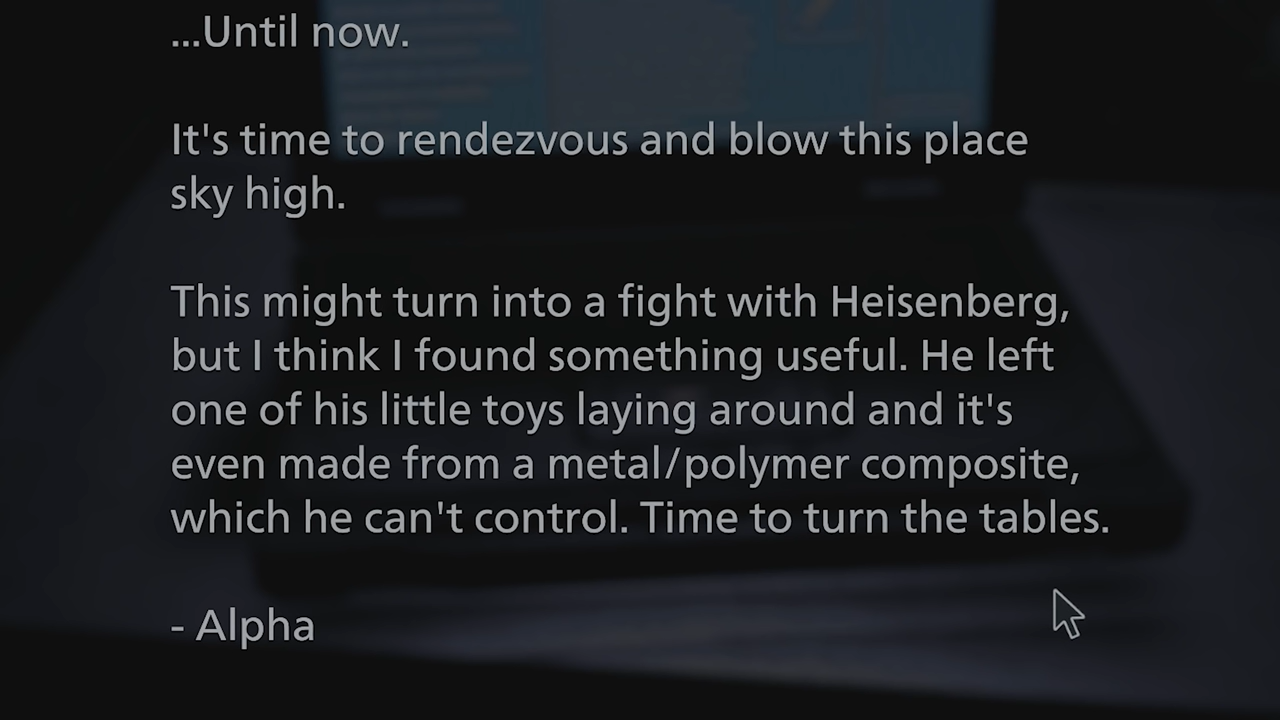 ...Until now.
It's time to rendezvous and blow this place
sky high.
This might turn into a fight with Heisenberg,
but I think I found something useful. He left
one of his little toys laying around and it's
even made from a metal/polymer composite,
which he can't control. Time to turn the tables.
- Alpha